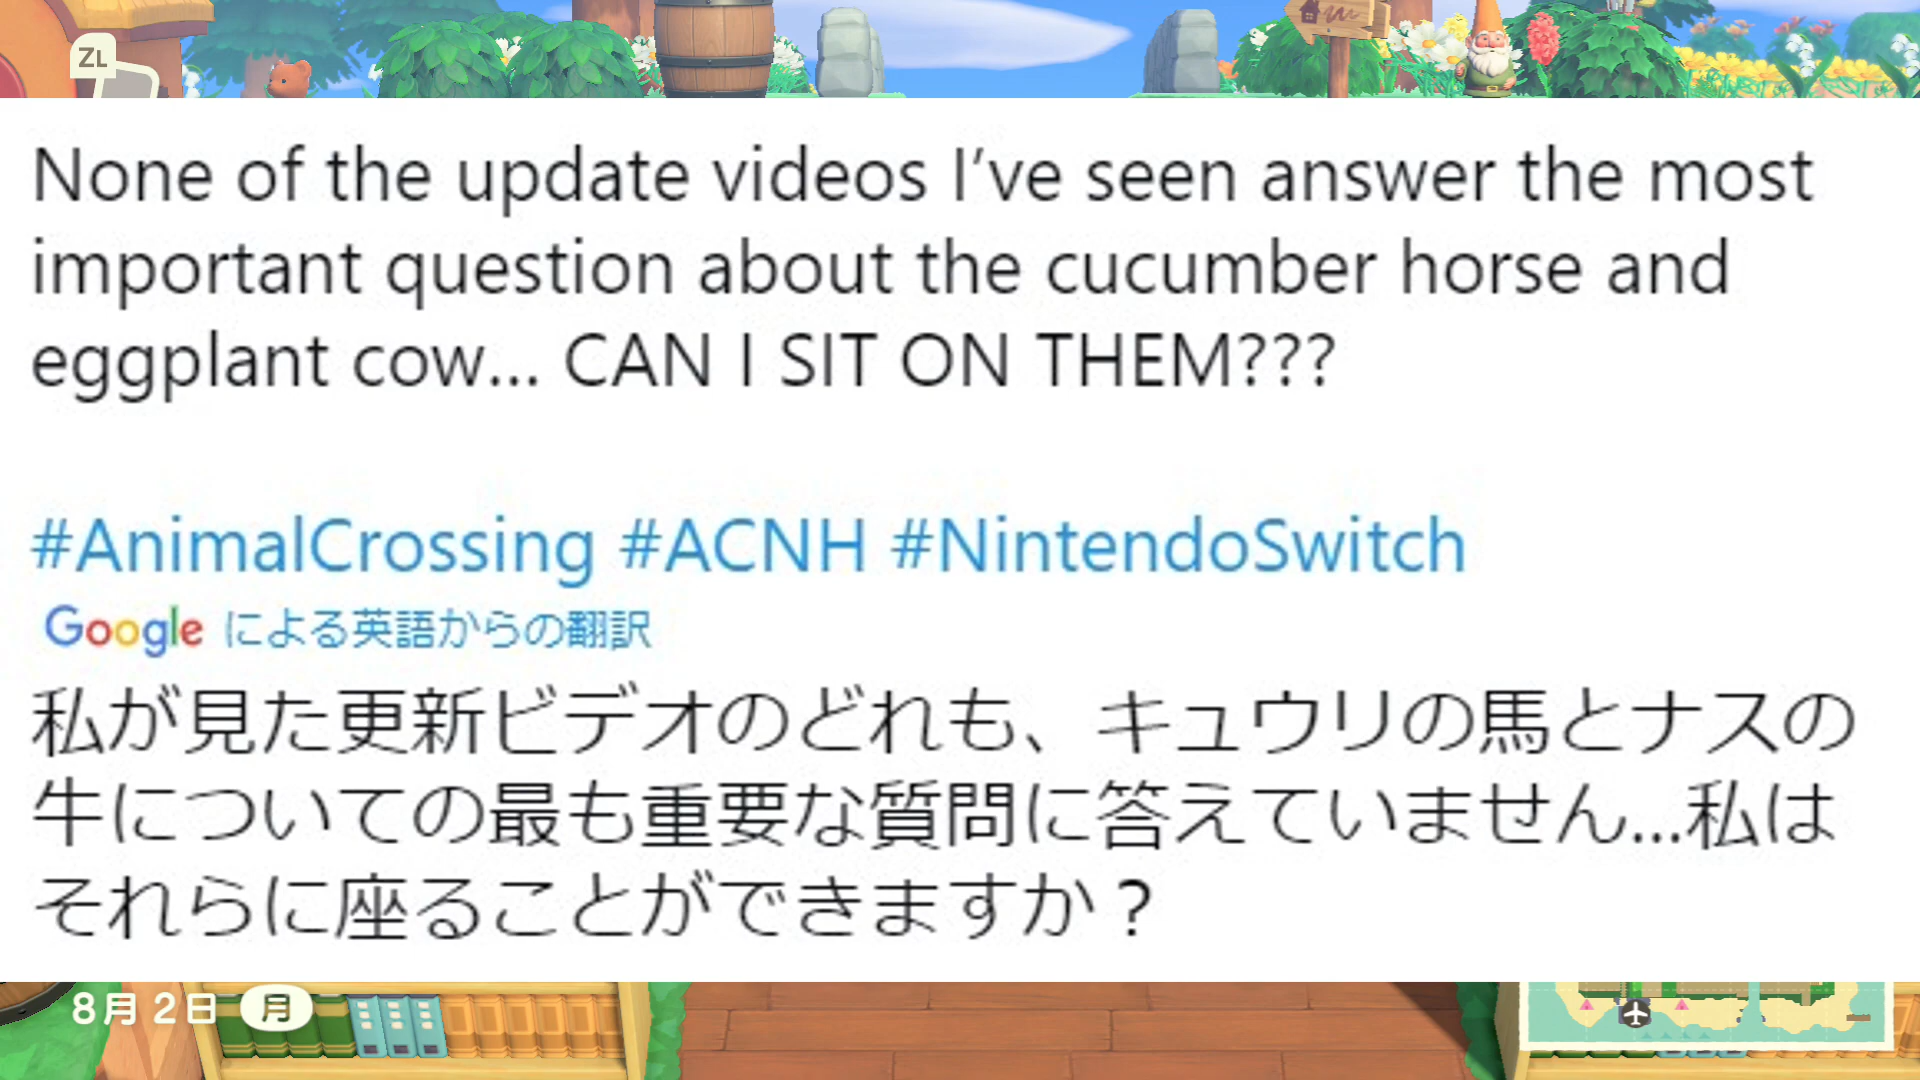 ZL
None of the update videos I've seen answer the most
important question about the cucumber horse and
eggplant cow... CAN I SIT ON THEM???
#AnimalCrossing #ACNH #NintendoSwitch
Google による英語からの翻訳
私が見た更新ビデオのどれも、キュウリの馬とナスの
牛についての最も重要な質問に答えていません...私は
それらに座ることができますか？
8月2日 月